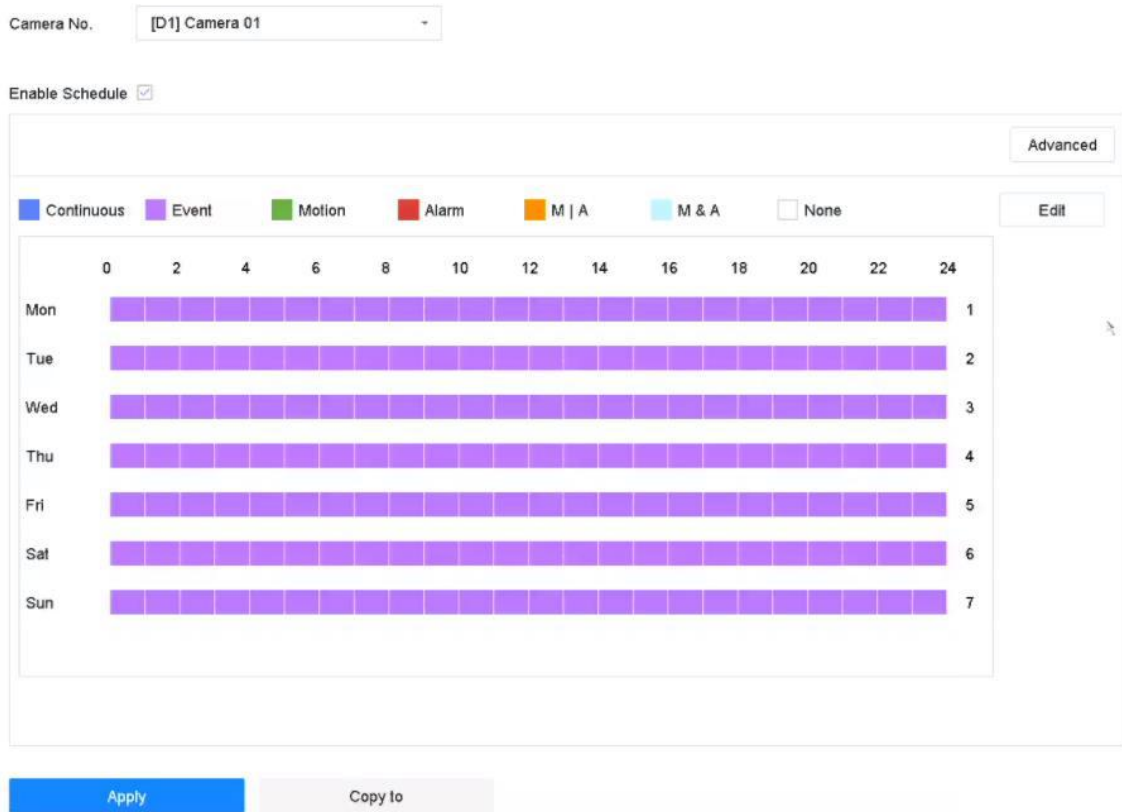 Camera No. [D1] Camera 01
Enable Schedule
Advanced
Continuous Event Motion Alarm M | A M & A None Edit
0 2 4 6 8 10 12 14 16 18 20 22 24
Mon 1
Tue 2
Wed 3
Thu 4
Fri 5
Sat 6
Sun 7
Apply Copy to